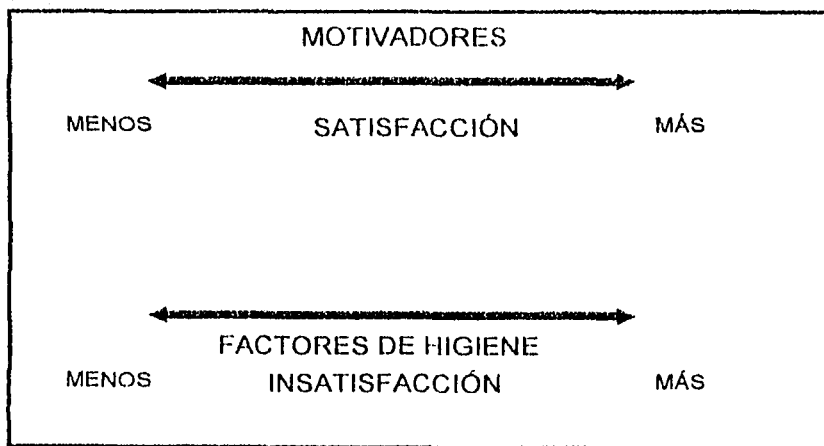 MOTIVADORES
MENOS SATISFACCIÓN MÁS
FACTORES DE HIGIENE
MENOS INSATISFACCIÓN MÁS